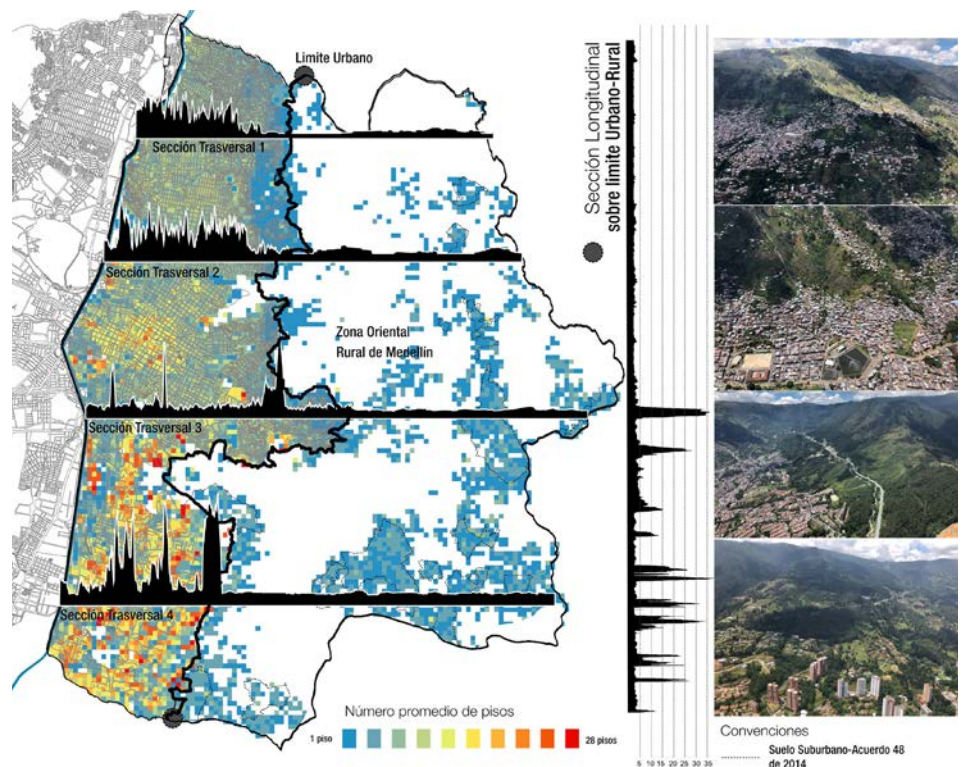 Limite Urbano
Sección Trasversal 1
Sección Trasversal 2
Zona Oriental
Rural de Medellín
Sección Trasversal 3
Sección Trasversal 4
Número promedio de pisos
1 piso
28 pisos
Sección Longitudinal
sobre limite Urbano-Rural
5 10 15 20 25 30 35
Convenciones
Suelo Suburbano-Acuerdo 48
de 2014